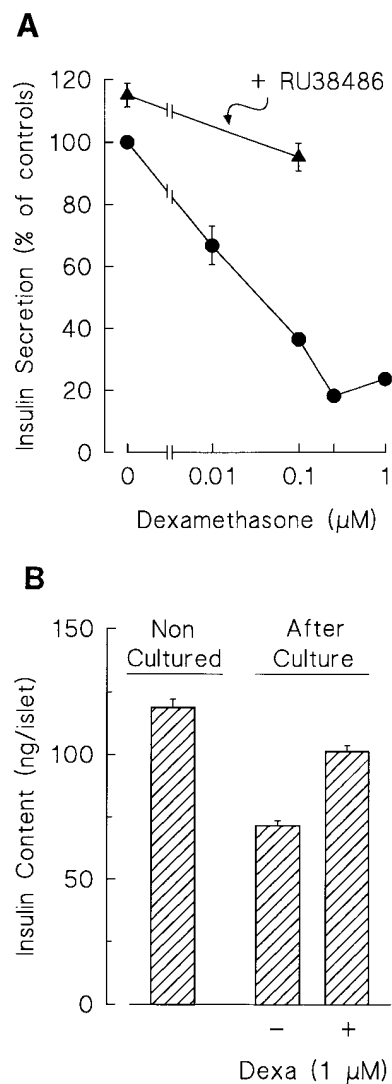 A
+ RU38486
Insulin Secretion (% of controls)
120
100
80
60
40
20
0
0 0.01 0.1 1
Dexamethasone (µM)
B
Non Cultured
After Culture
Insulin Content (ng/islet)
150
100
50
0
− +
Dexa (1 µM)